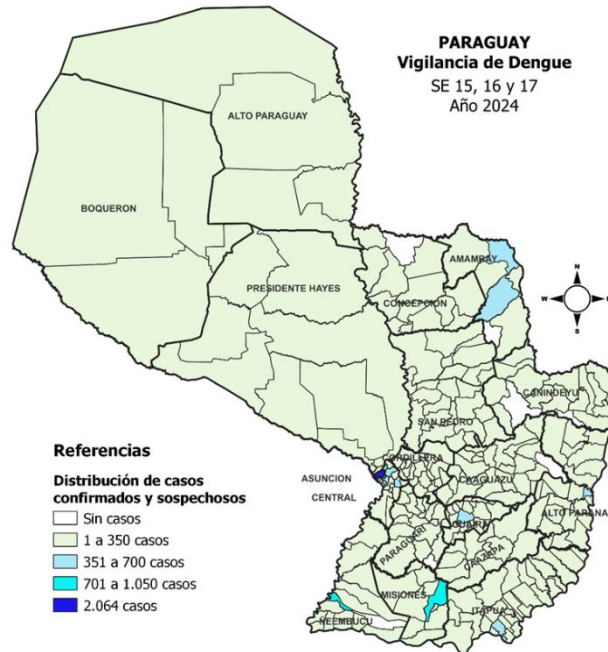 PARAGUAY
Vigilancia de Dengue
SE 15, 16 y 17
Año 2024
ALTO PARAGUAY
BOQUERON
AMAMBAY
PRESIDENTE HAYES
CONCEPCION
N
W
E
S
CANINDEYU
SAN PEDRO
Referencias
Distribución de casos
confirmados y sospechosos
Sin casos
1 a 350 casos
351 a 700 casos
701 a 1.050 casos
2.064 casos
ASUNCION
CENTRAL
CORDILLERA
CAAGUAZU
ALTO PARANA
GUAIRA
PARAGUARI
CAAZAPA
MISIONES
ITAPUA
ÑEEMBUCU